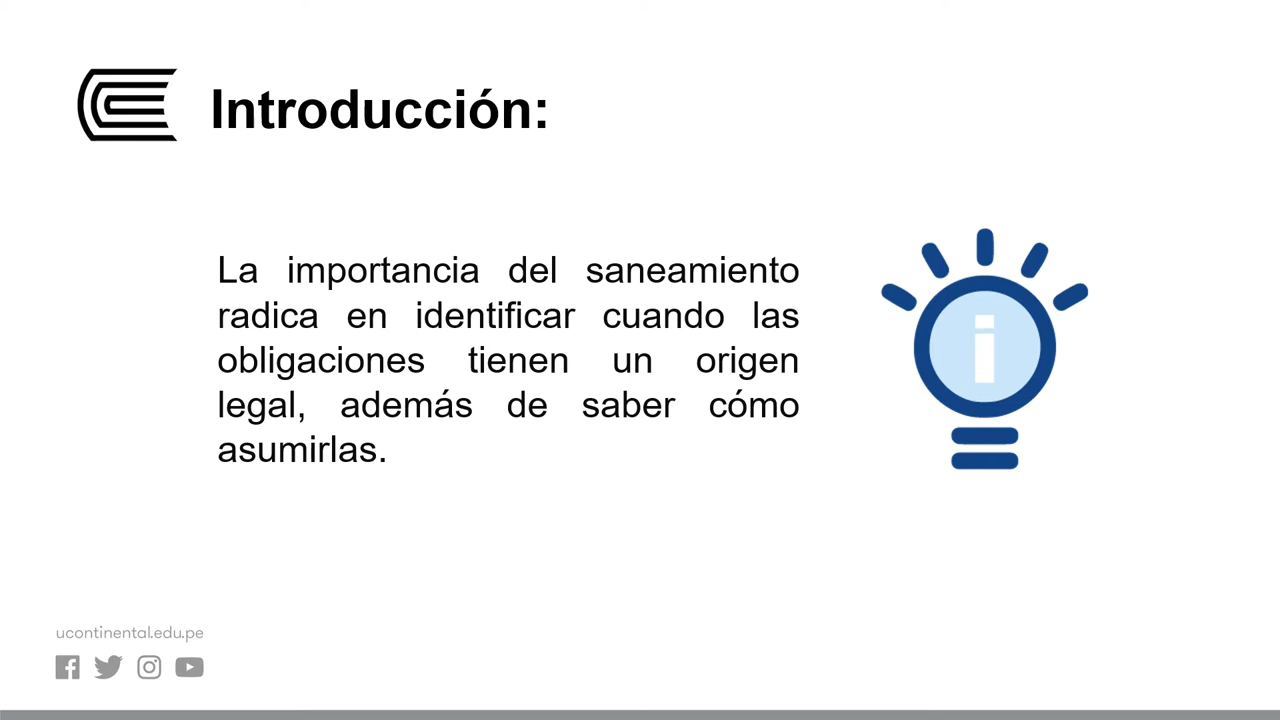 Introducción:
La importancia del saneamiento
radica en identificar cuando las
obligaciones tienen un origen
legal, además de saber cómo
asumirlas.
i
ucontinental.edu.pe